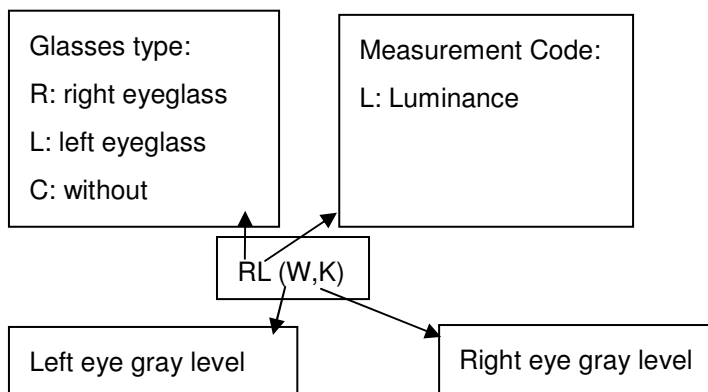 Glasses type:
R: right eyeglass
L: left eyeglass
C: without
Measurement Code:
L: Luminance
RL (W,K)
Left eye gray level
Right eye gray level